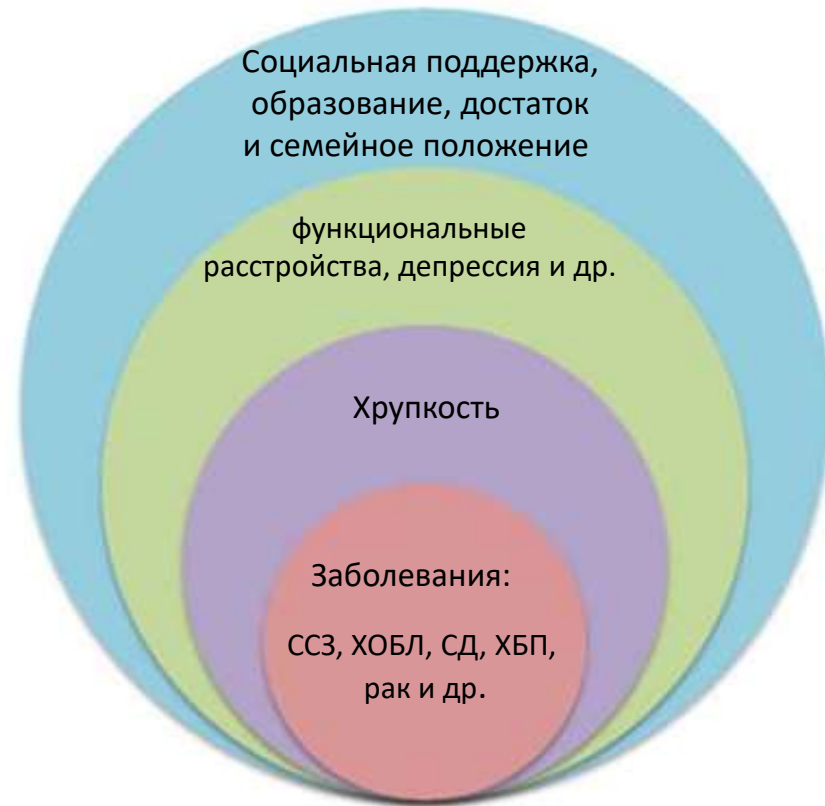 Социальная поддержка,
образование, достаток
и семейное положение
функциональные
расстройства, депрессия и др.
Хрупкость
Заболевания:
ССЗ, ХОБЛ, СД, ХБП,
рак и др.